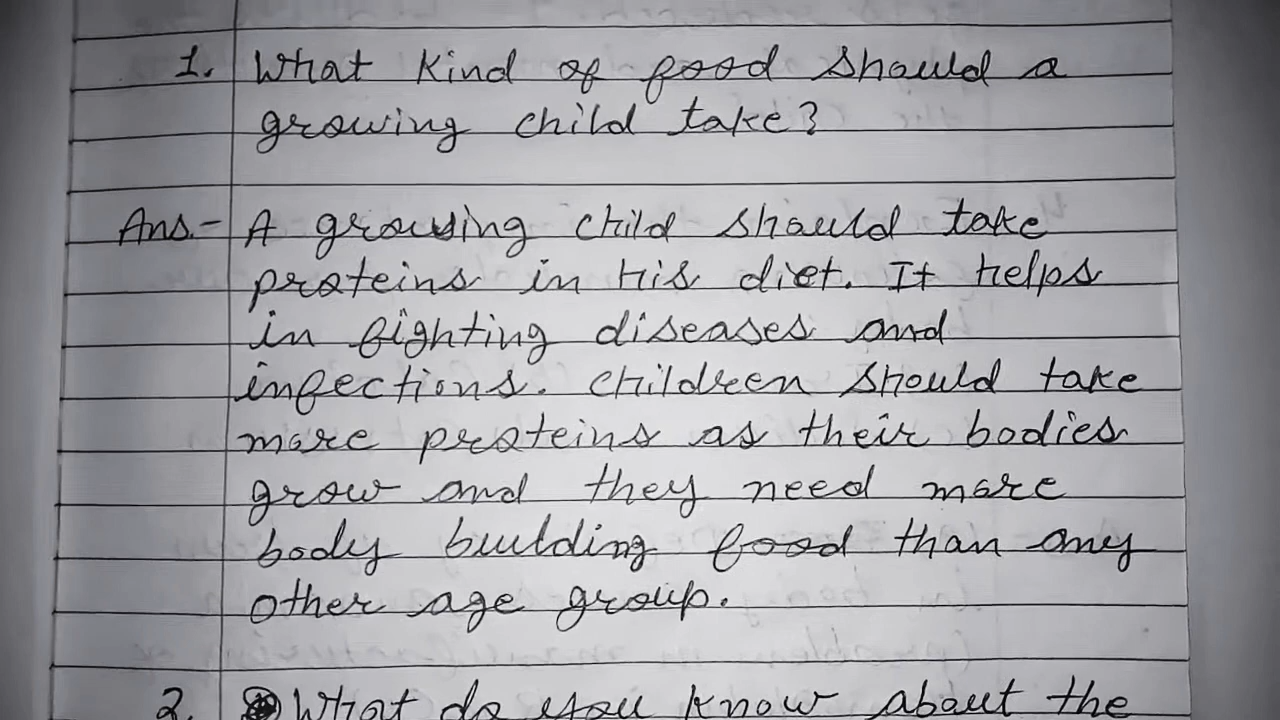 1. What kind of food should a
growing child take?
Ans.- A growing child should take
proteins in his diet. It helps
in fighting diseases and
infections. Children should take
more proteins as their bodies
grow and they need more
body building food than any
other age group.
2. What do you know about the